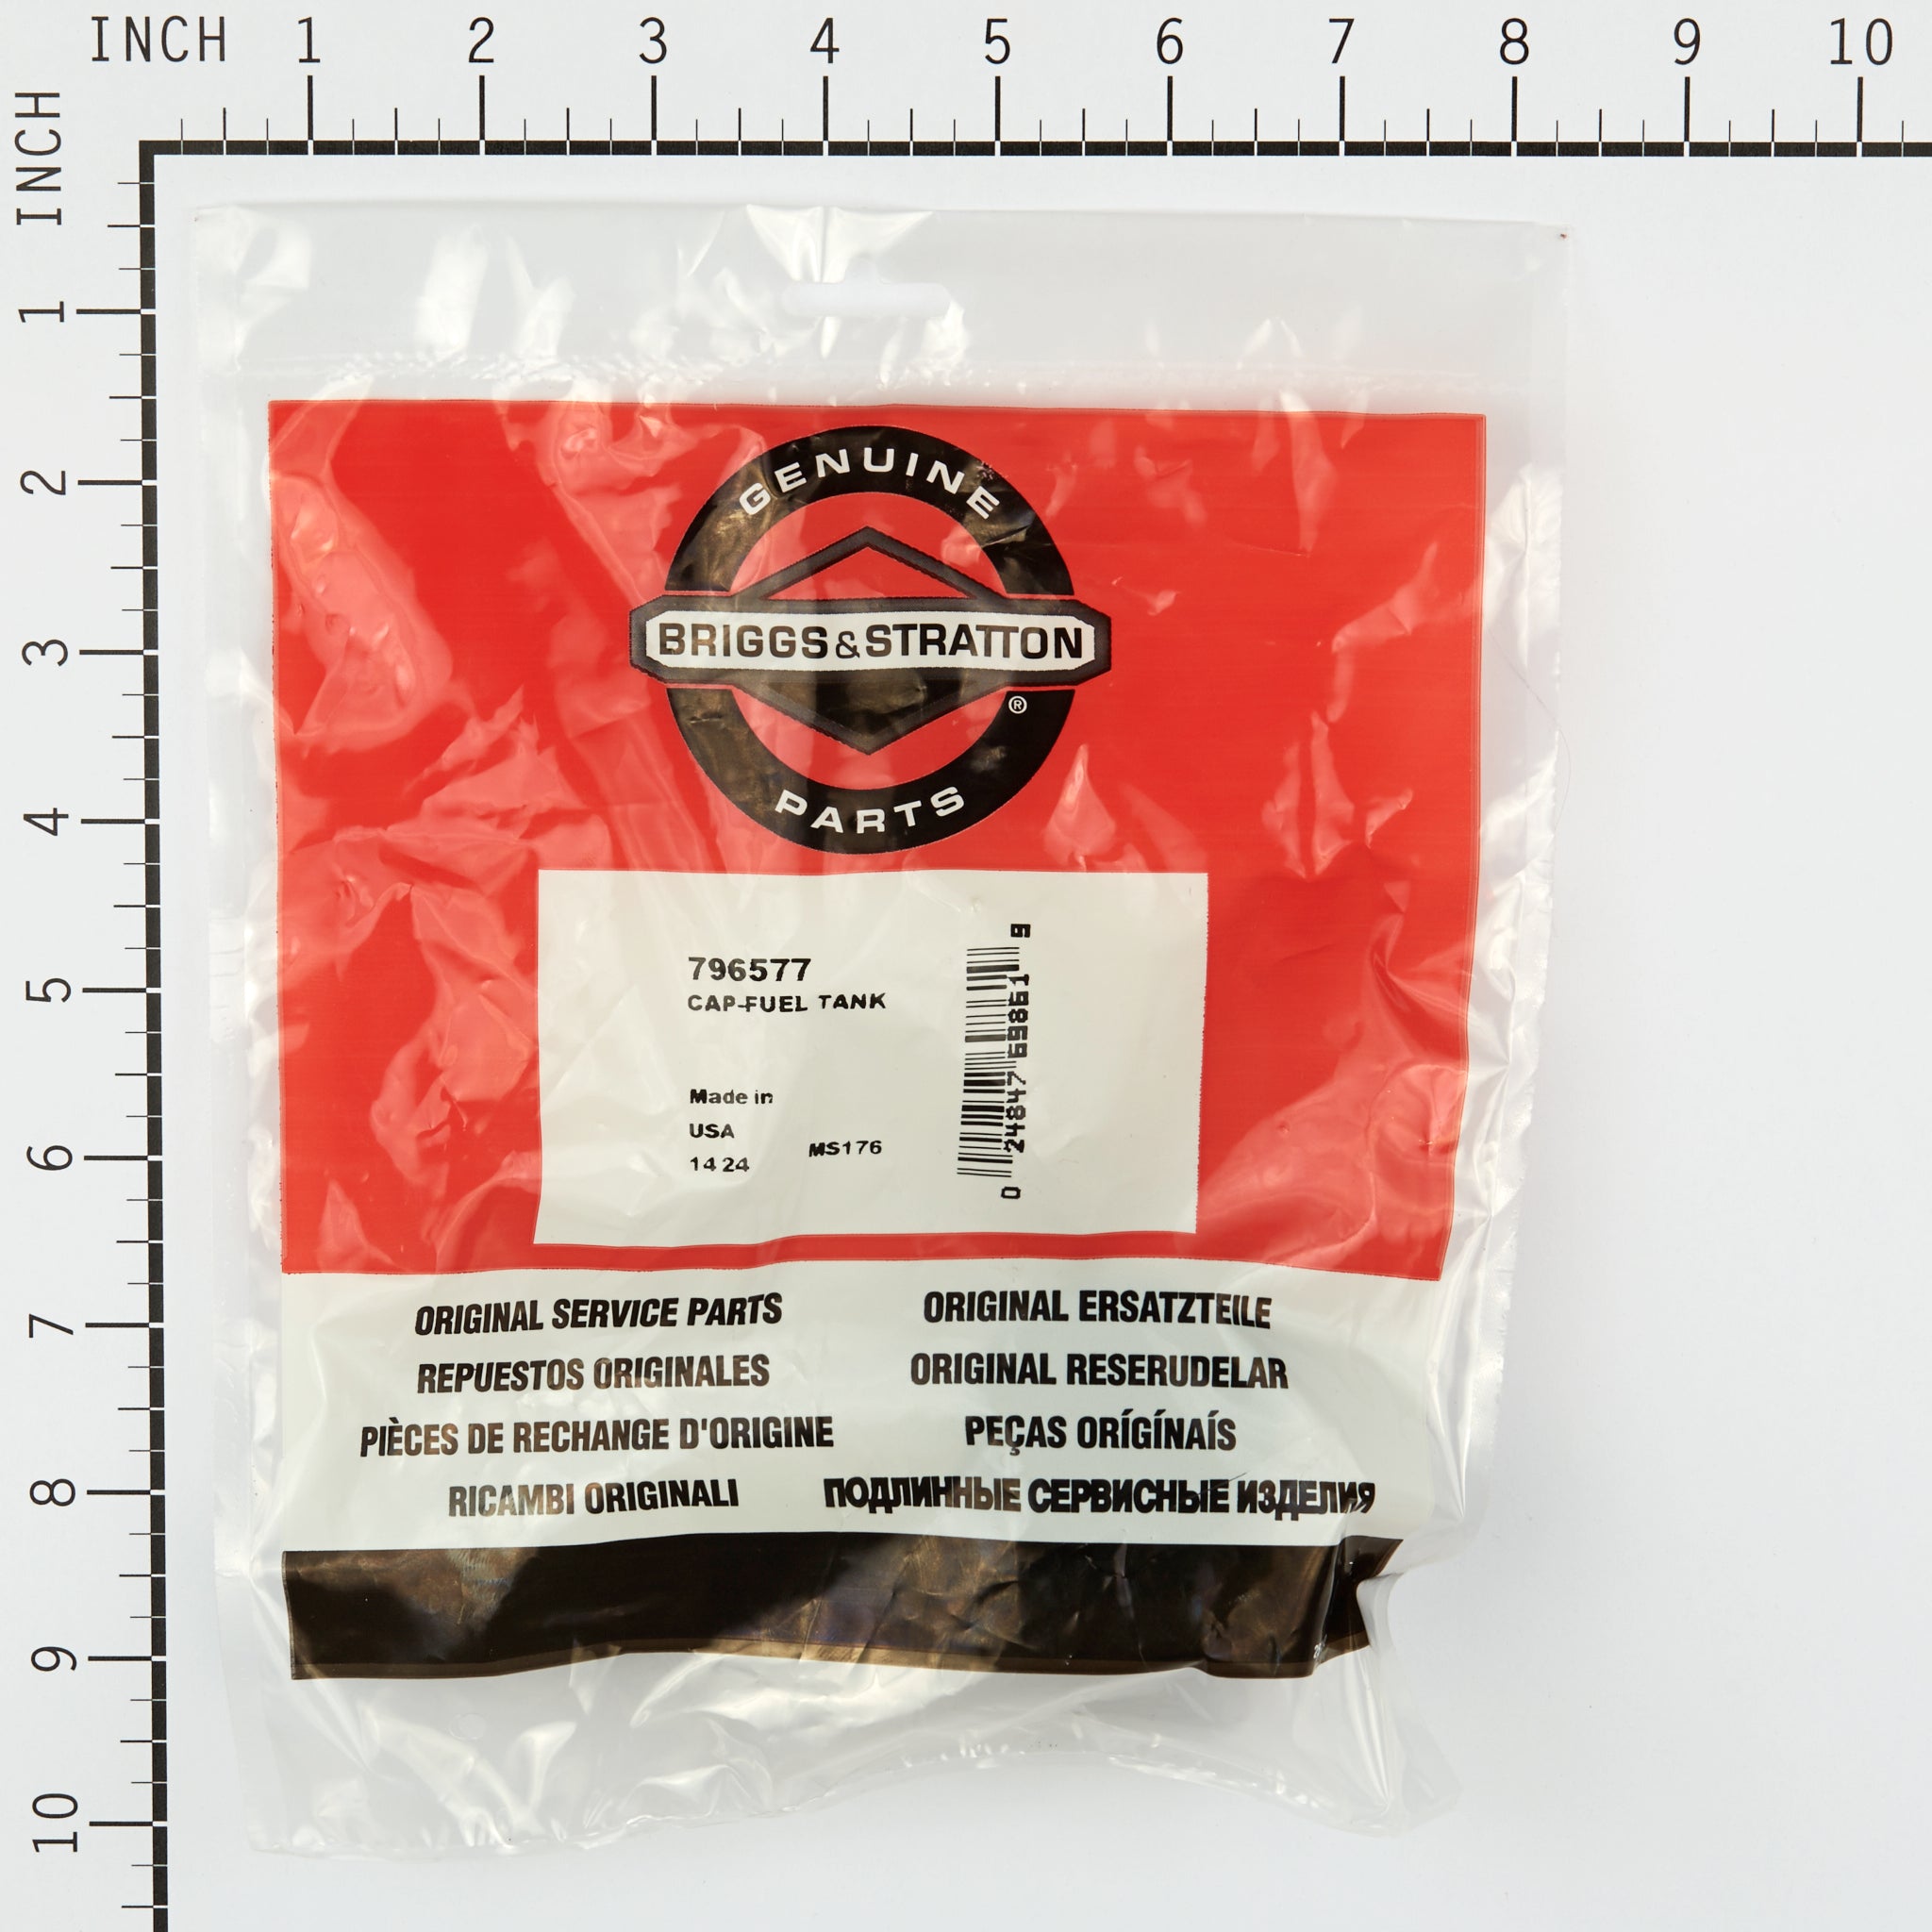 INCH 1 2 3 4 5 6 7 8 9 10
INCH 1 2 3 4 5 6 7 8 9 10
GENUINE
BRIGGS&STRATTON
®
PARTS
796577
CAP-FUEL TANK
Made in
USA
14 24
MS176
0 24847 69861 9
ORIGINAL SERVICE PARTS
ORIGINAL ERSATZTEILE
REPUESTOS ORIGINALES
ORIGINAL RESERUDELAR
PIÈCES DE RECHANGE D'ORIGINE
PEÇAS ORÍGÍNAÍS
RICAMBI ORIGINALI
ПОДЛИННЫЕ СЕРВИСНЫЕ ИЗДЕЛИЯ